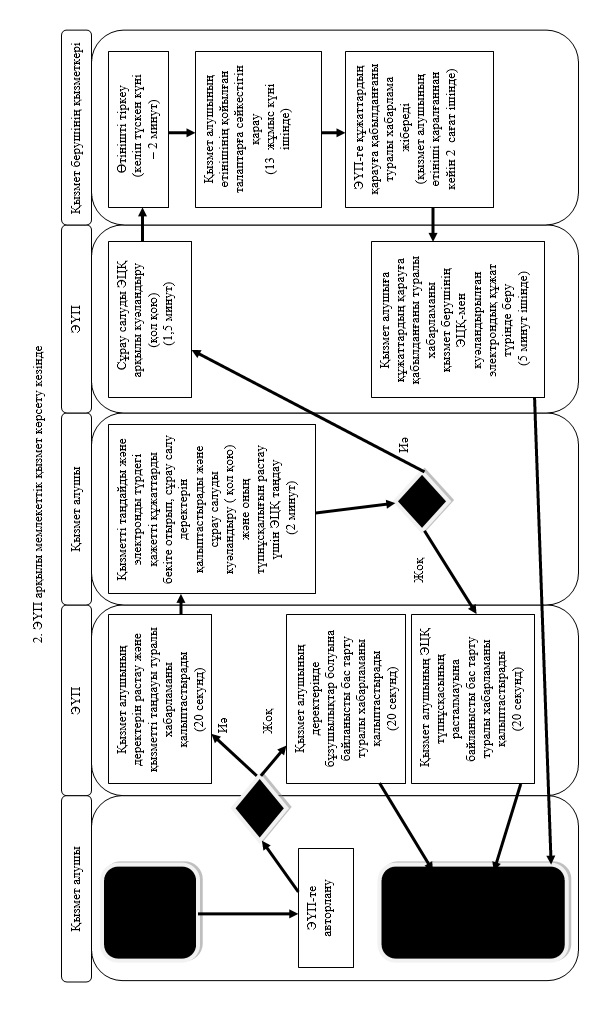 2. ЭҮП арқылы мемлекеттік қызмет көрсету кезінде
Қызмет алушы
ЭҮП
Қызмет алушы
ЭҮП
Қызмет берушінің қызметкері
ЭҮП-те
авторлану
Қызмет алушының
деректерін растау және
қызметті таңдауы туралы
хабарламаны
қалыптастырады
(20 секунд)
Иә
Жоқ
Қызмет алушының
деректерінде
бұзушылықтар болуына
байланысты бас тарту
туралы хабарламаны
қалыптастырады
(20 секунд)
Қызмет алушының ЭЦҚ
түпнұсқасының
расталмауына
байланысты бас тарту
туралы хабарламаны
қалыптастырады
(20 секунд)
Қызметті таңдайды және
электронды түрдегі
қажетті құжаттарды
бекіте отырып, сұрау салу
деректерін
қалыптастырады және
сұрау салуды
куәландыру ( қол қою)
және оның
түпнұсқалығын растау
үшін ЭЦҚ таңдау
(2 минут)
Жоқ
Иә
Сұрау салуды ЭЦҚ
арқылы куәландыру
(қол қою)
(1,5 минут)
Қызмет алушыға
құжаттардың қарауға
қабылданғаны туралы
хабарламаны
қызмет берушінің
ЭЦҚ-мен
куәландырылған
электрондық құжат
түрінде беру
(5 минут ішінде)
Өтінішті тіркеу
(келіп түскен күні
– 2 минут)
Қызмет алушының
өтінішінің қойылған
талаптарға сәйкестігін
қарау
(13 жұмыс күні
ішінде)
ЭҮП-ге құжаттардың
қарауға қабылданғаны
туралы хабарлама
жібереді
(қызмет алушының
өтініші қаралғаннан
кейін 2 сағат ішінде)